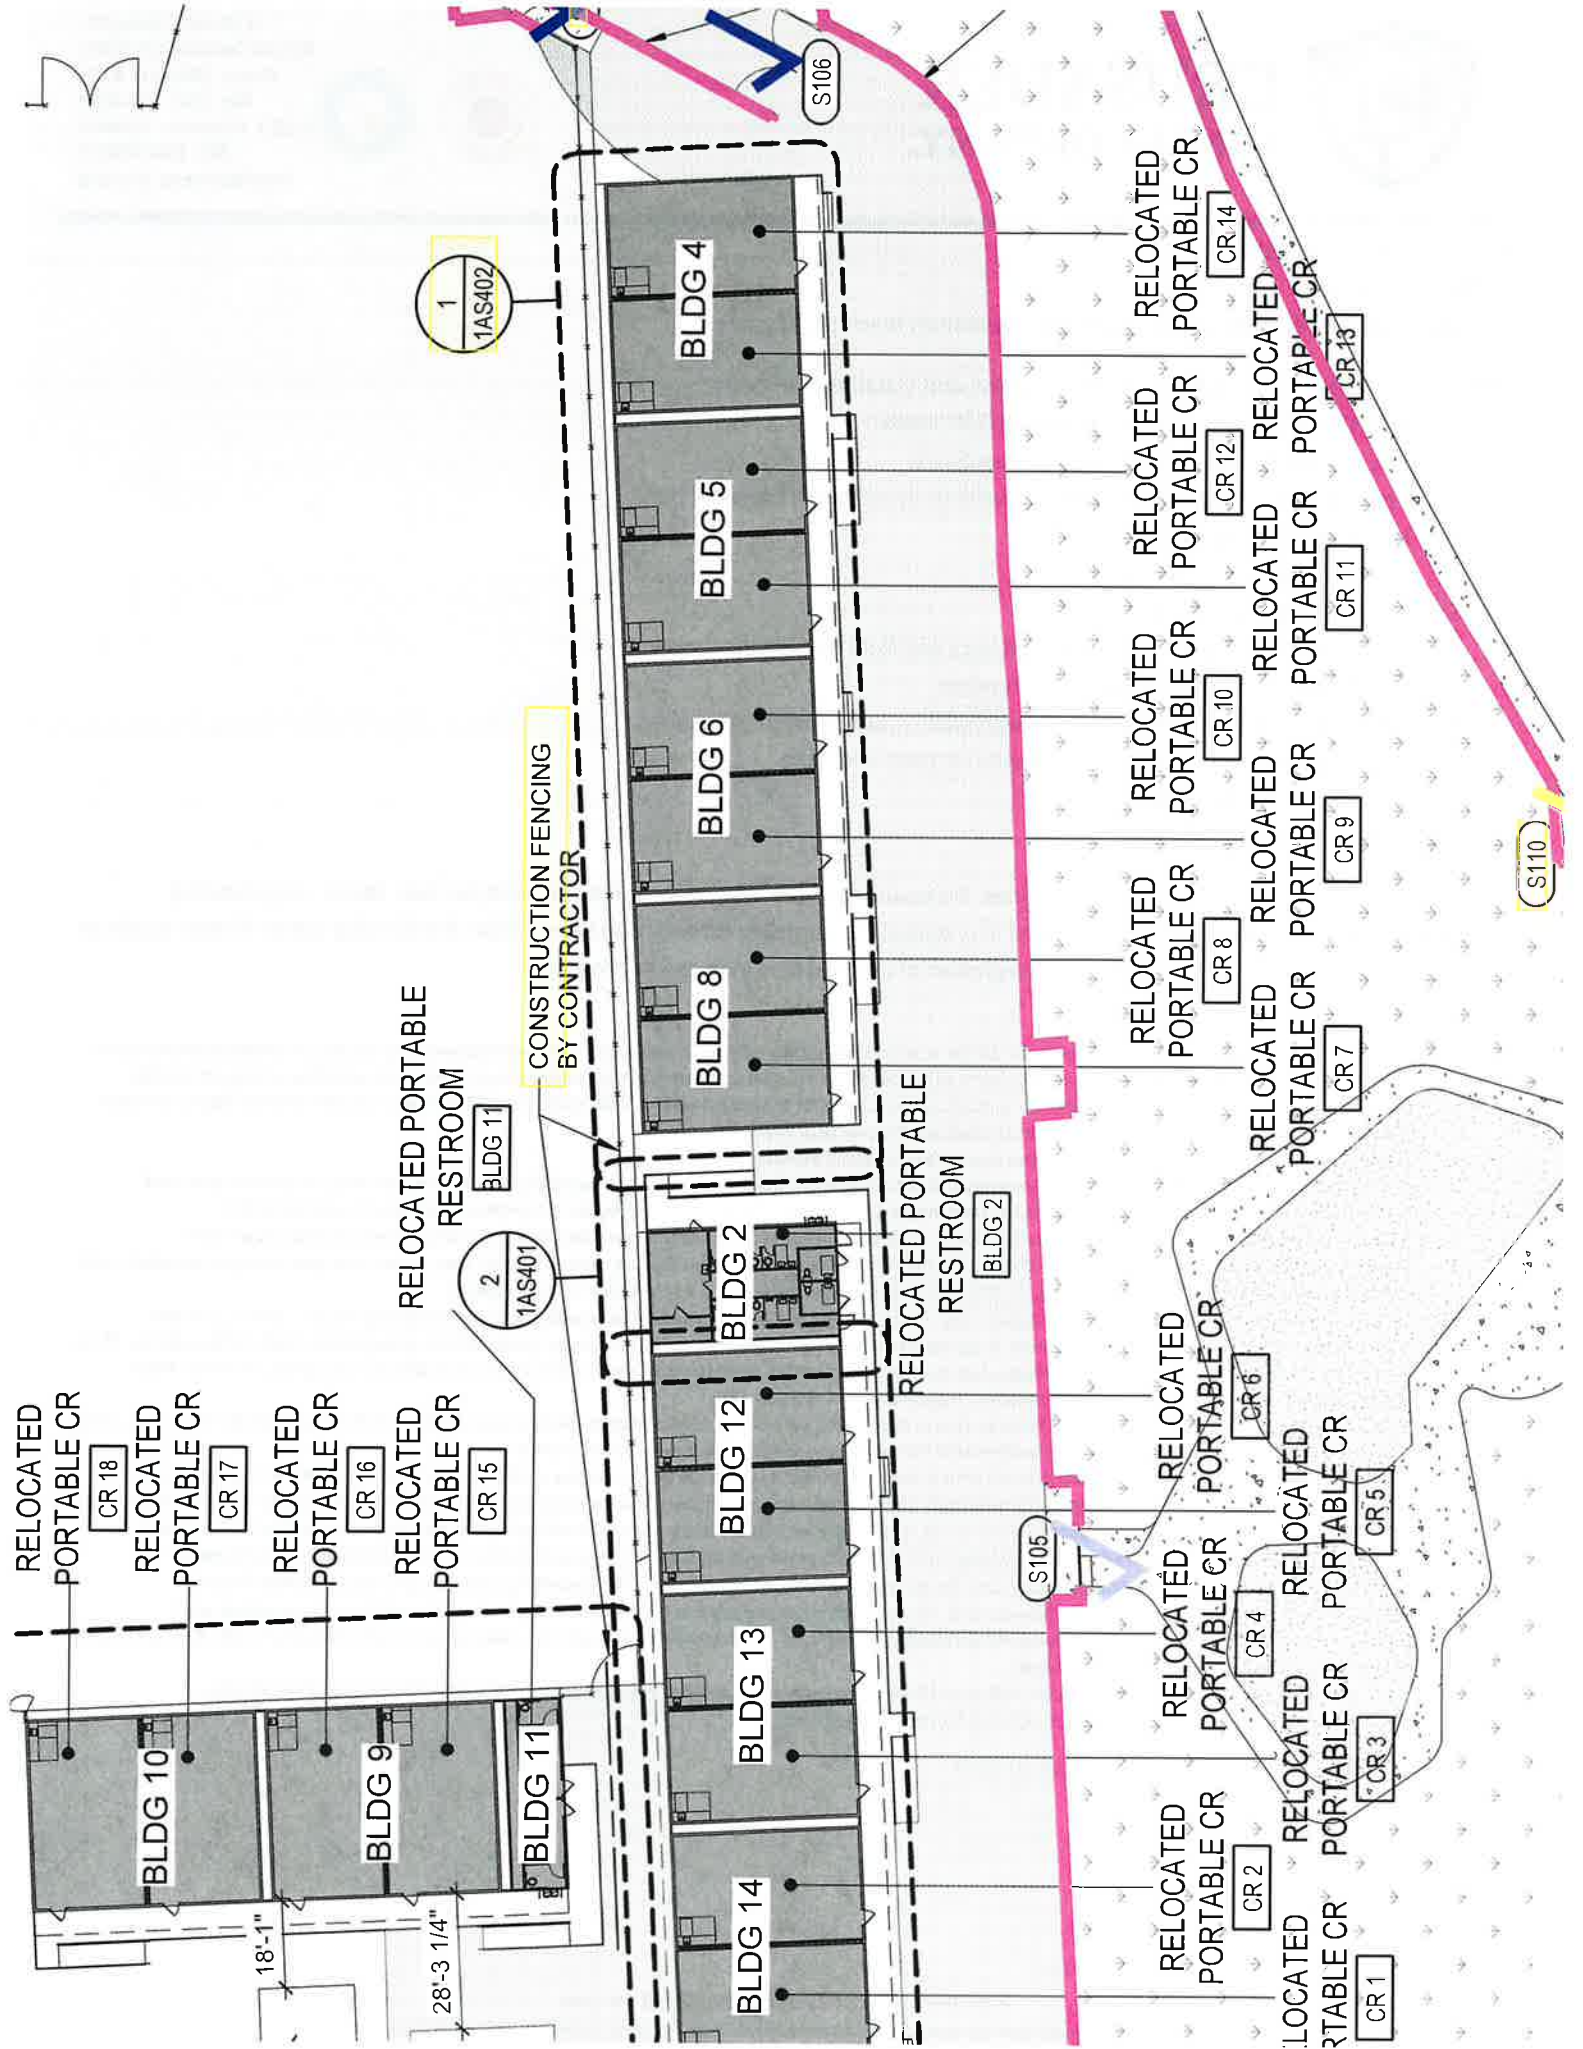 RELOCATED
PORTABLE CR
CR 18
RELOCATED
PORTABLE CR
CR 17
RELOCATED
PORTABLE CR
CR 16
RELOCATED
PORTABLE CR
CR 15
RELOCATED PORTABLE
RESTROOM
BLDG 11
2
1AS401
1
1AS402
CONSTRUCTION FENCING
BY CONTRACTOR
18'-1"
28'-3 1/4"
BLDG 10
BLDG 9
BLDG 11
BLDG 14
BLDG 13
BLDG 12
BLDG 2
BLDG 8
BLDG 6
BLDG 5
BLDG 4
S106
RELOCATED PORTABLE
RESTROOM
BLDG 2
S105
RELOCATED
PORTABLE CR
CR 2
RELOCATED
PORTABLE CR
CR 4
RELOCATED
PORTABLE CR
CR 6
RELOCATED
PORTABLE CR
CR 8
RELOCATED
PORTABLE CR
CR 10
RELOCATED
PORTABLE CR
CR 12
RELOCATED
PORTABLE CR
CR 14
LOCATED
RTABLE CR
CR 1
RELOCATED
PORTABLE CR
CR 3
RELOCATED
PORTABLE CR
CR 5
RELOCATED
PORTABLE CR
CR 7
RELOCATED
PORTABLE CR
CR 9
RELOCATED
PORTABLE CR
CR 11
RELOCATED
PORTABLE CR
CR 13
S110